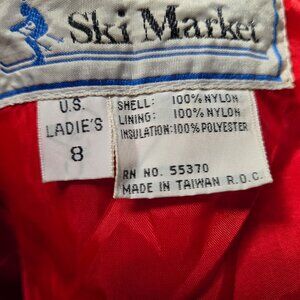 Ski Market
U.S.
LADIE'S
8
SHELL: 100% NYLON
LINING: 100% NYLON
INSULATION: 100% POLYESTER
RN NO. 55370
MADE IN TAIWAN R.O.C.